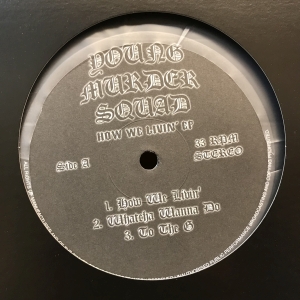 YOUNG
MURDER
SQUAD
HOW WE LIVIN' EP
Side A
33 RPM
STEREO
1. How We Livin'
2. Whatcha Wanna Do
3. To The G